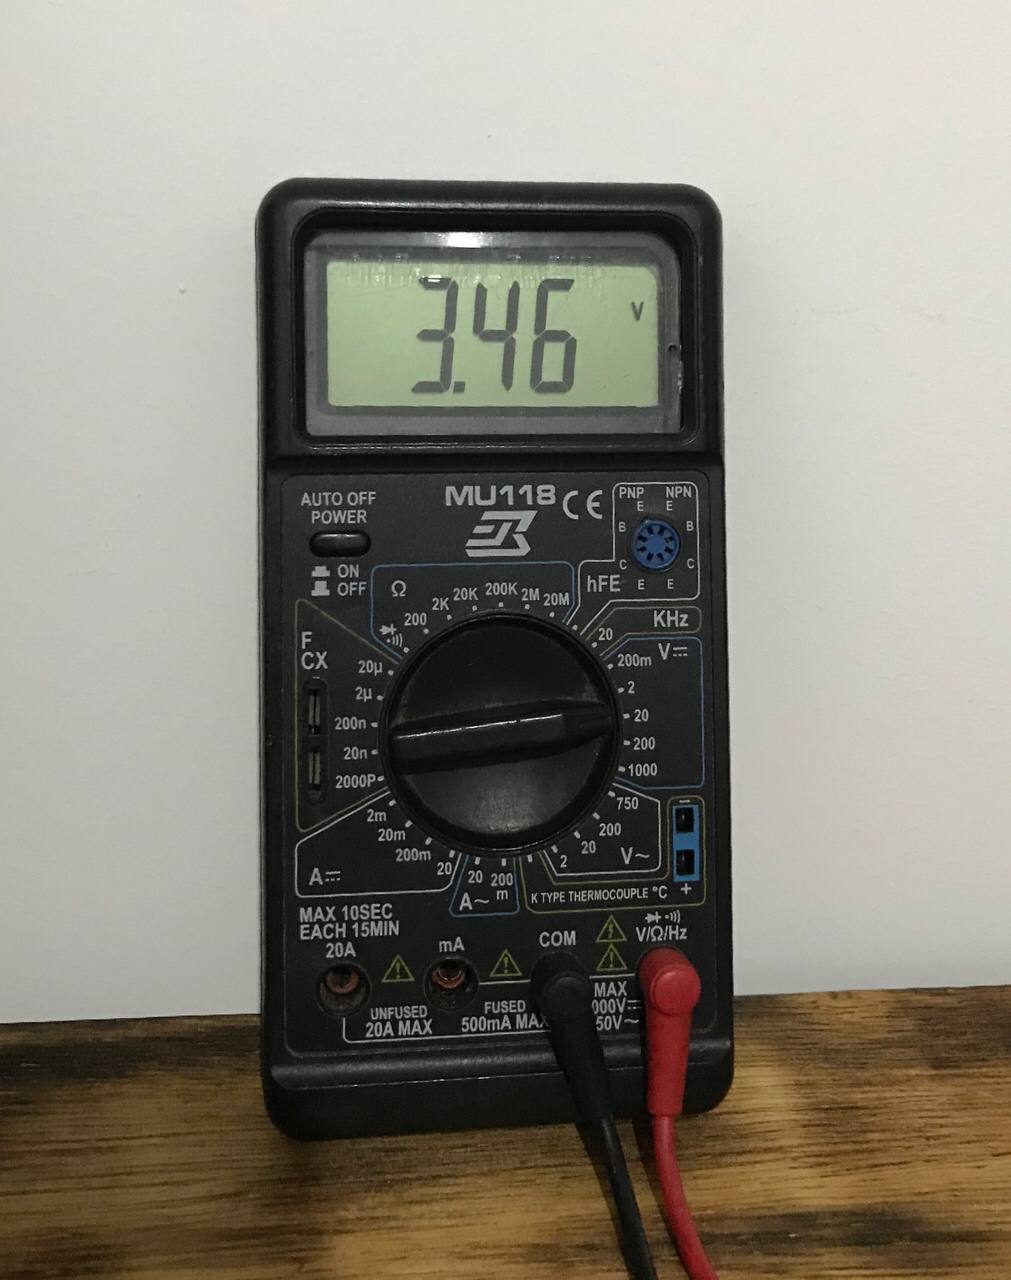 3.46 V
AUTO OFF
POWER
ON
OFF
MU118 CE
PNP NPN
E E
B B
C C
E E
hFE
Ω
200
2K
20K
200K
2M
20M
KHz
20
V
200m
2
20
200
1000
F
CX
20µ
2µ
200n
20n
2000P
2m
20m
200m
20
A
20
200
m
A~
750
200
20
2
V~
K TYPE THERMOCOUPLE °C
+
MAX 10SEC
EACH 15MIN
20A
mA
COM
V/Ω/Hz
UNFUSED
20A MAX
FUSED
500mA MAX
MAX
000V
50V~